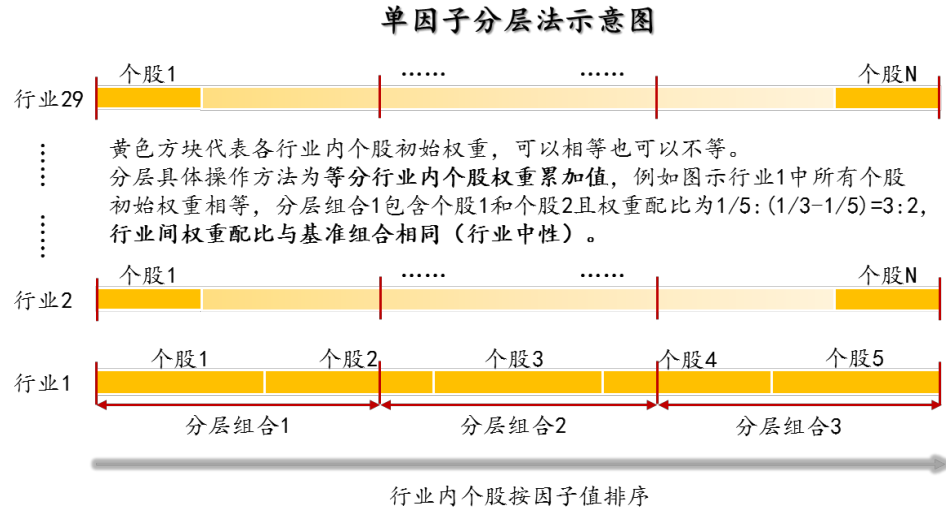 单因子分层法示意图
个股1 …… …… 个股N
行业29
……
黄色方块代表各行业内个股初始权重，可以相等也可以不等。
分层具体操作方法为等分行业内个股权重累加值，例如图示行业1中所有个股
初始权重相等，分层组合1包含个股1和个股2且权重配比为1/5:(1/3-1/5)=3:2，
行业间权重配比与基准组合相同（行业中性）。
……
个股1 …… …… 个股N
行业2
个股1 个股2 个股3 个股4 个股5
行业1
分层组合1 分层组合2 分层组合3
行业内个股按因子值排序